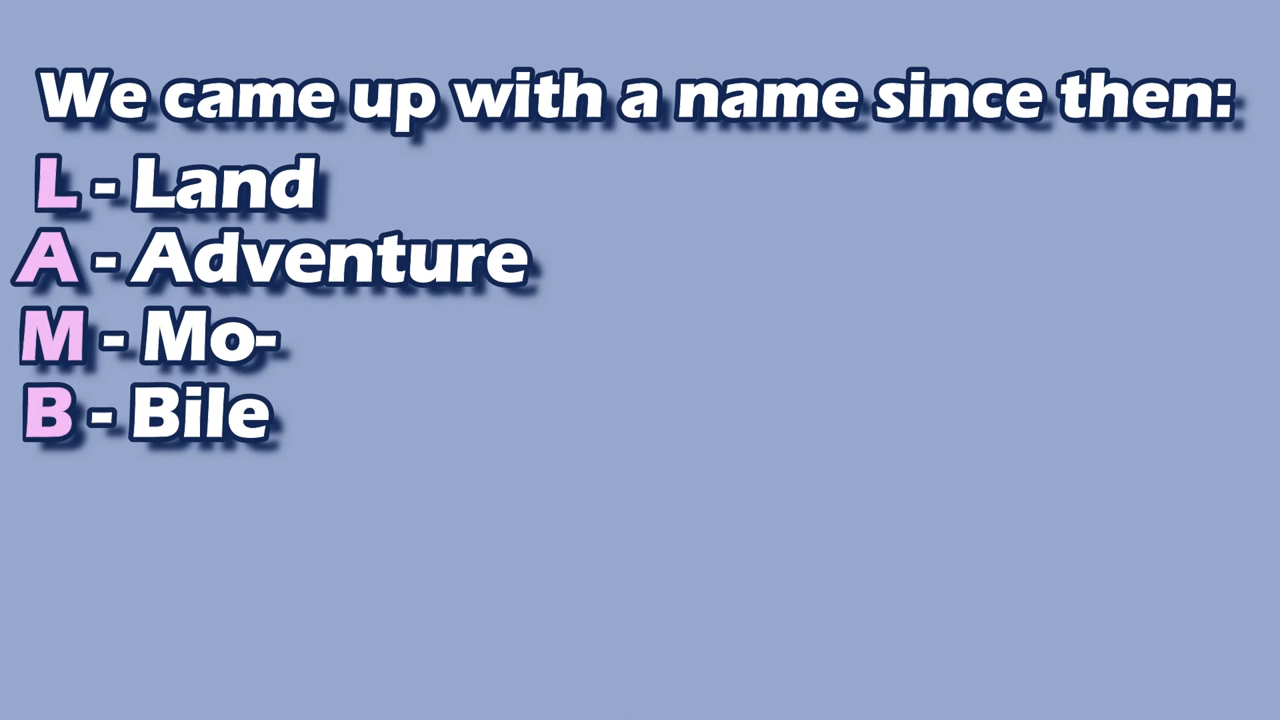 We came up with a name since then:
L - Land
A - Adventure
M - Mo-
B - Bile